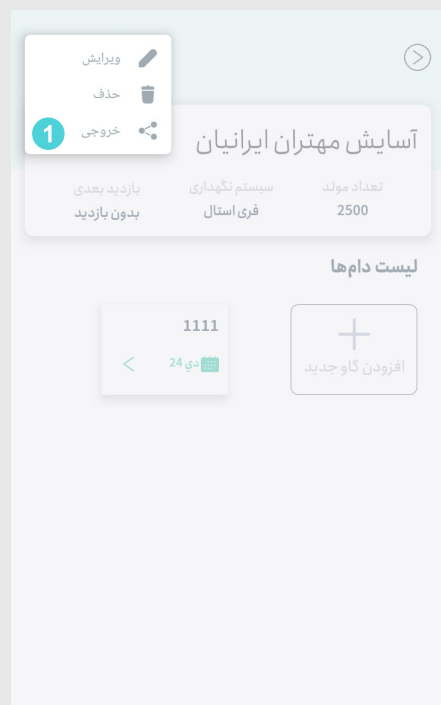 ویرایش
حذف
خروجی
1
آسایش مهتران ایرانیان
تعداد مولد
سیستم نگهداری
بازدید بعدی
2500
فری استال
بدون بازدید
لیست دام‌ها
افزودن گاو جدید
1111
24 دي